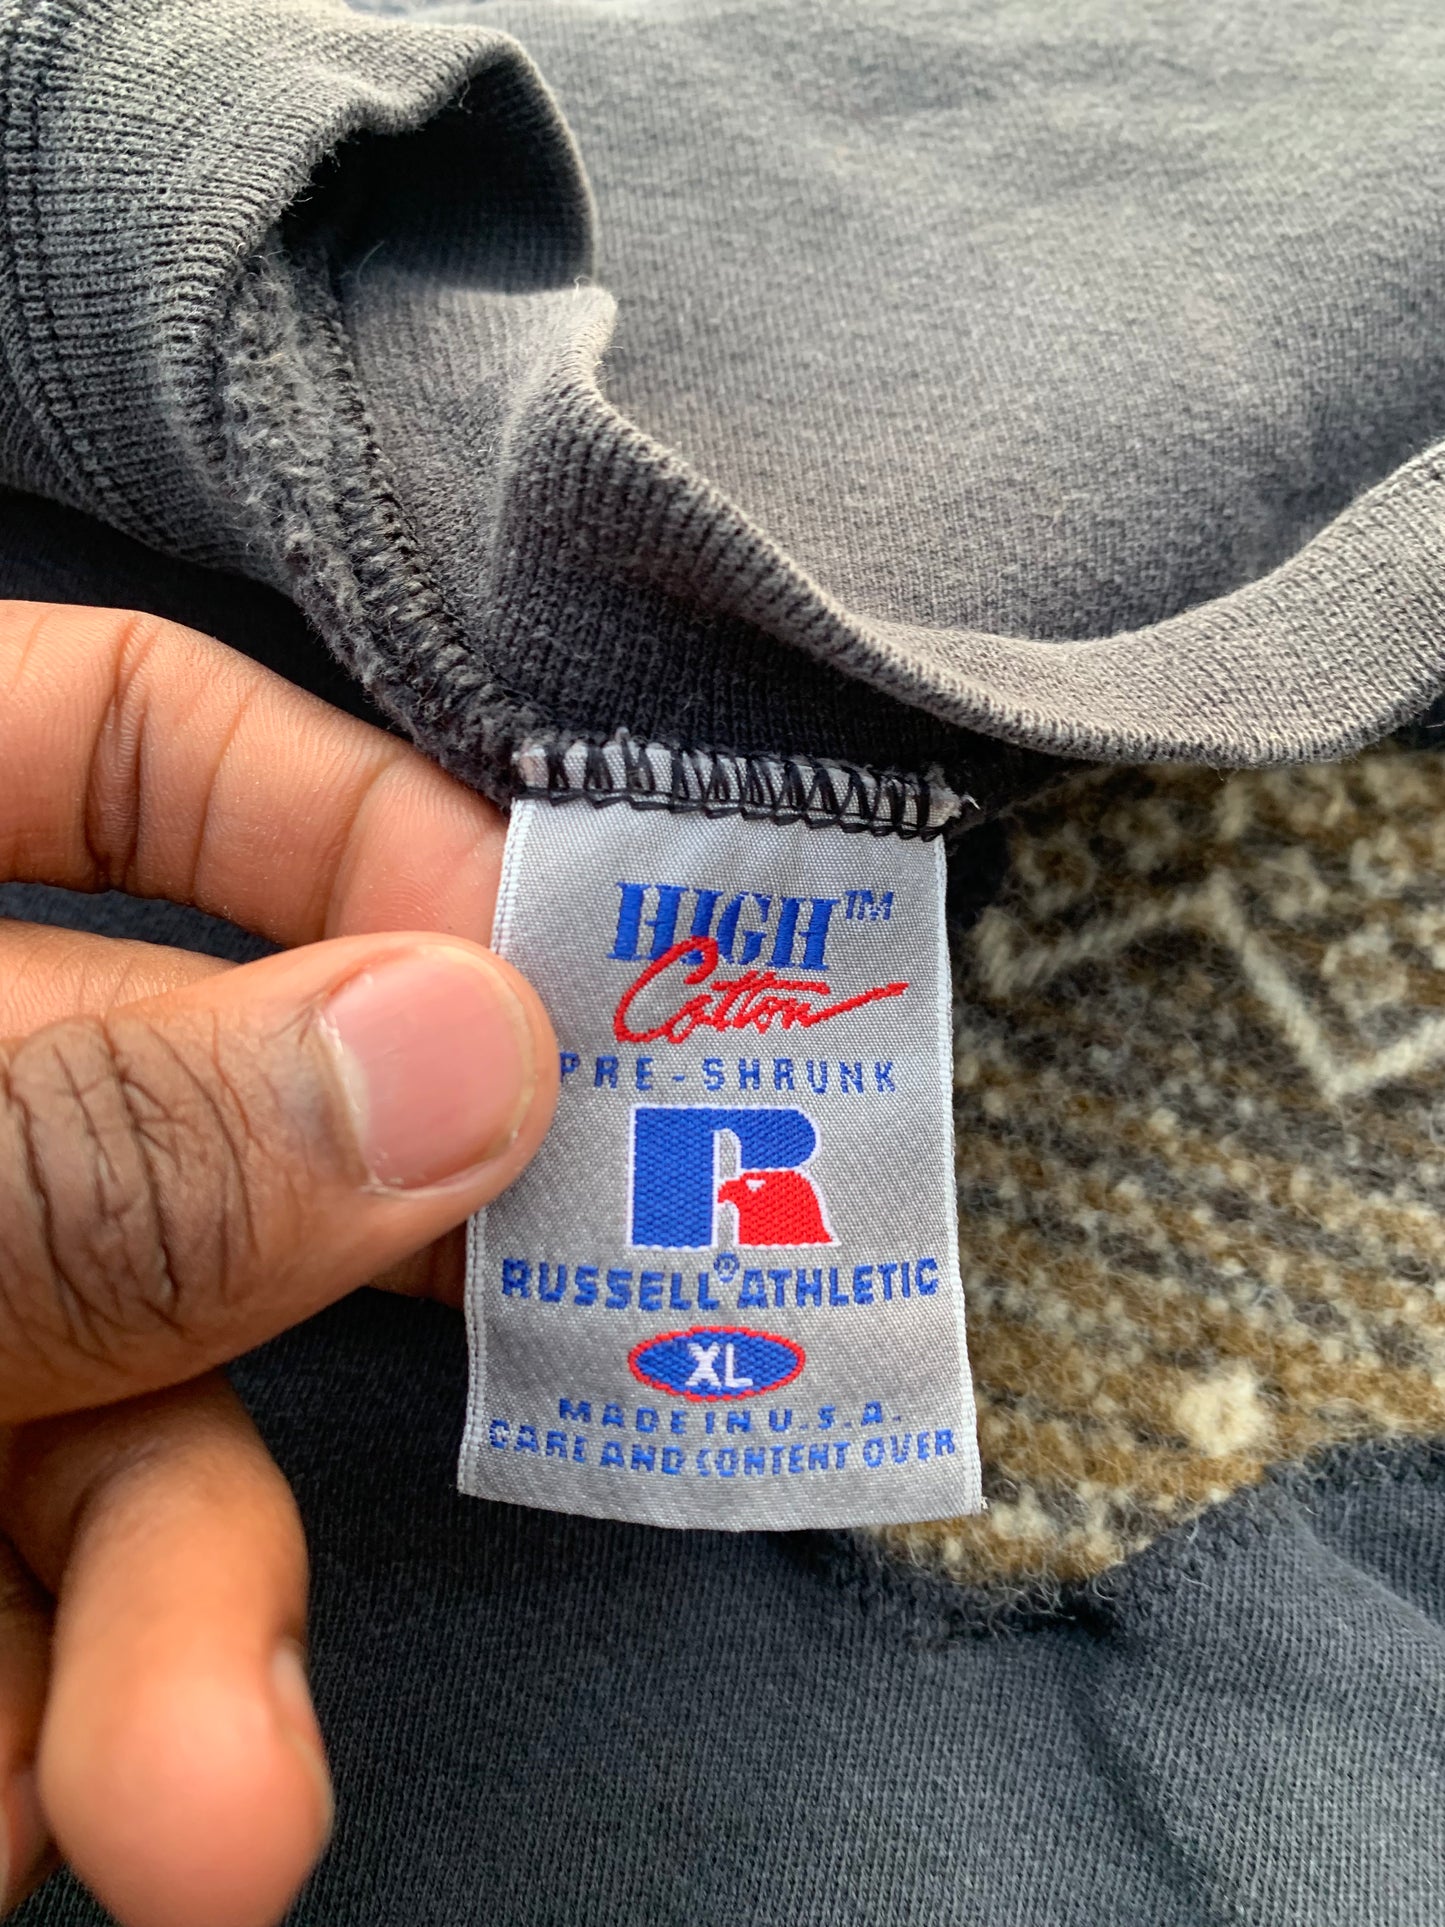 HIGH™
Cotton
PRE-SHRUNK
R
RUSSELL® ATHLETIC
XL
MADE IN U.S.A.
CARE AND CONTENT OVER